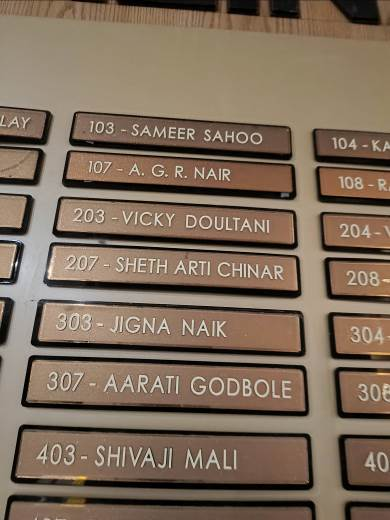 LAY
103 - SAMEER SAHOO
104 - KA
107 - A. G. R. NAIR
108 - R
203 - VICKY DOULTANI
204 -
207 - SHETH ARTI CHINAR
208 -
303 - JIGNA NAIK
304 -
307 - AARATI GODBOLE
308
403 - SHIVAJI MALI
40